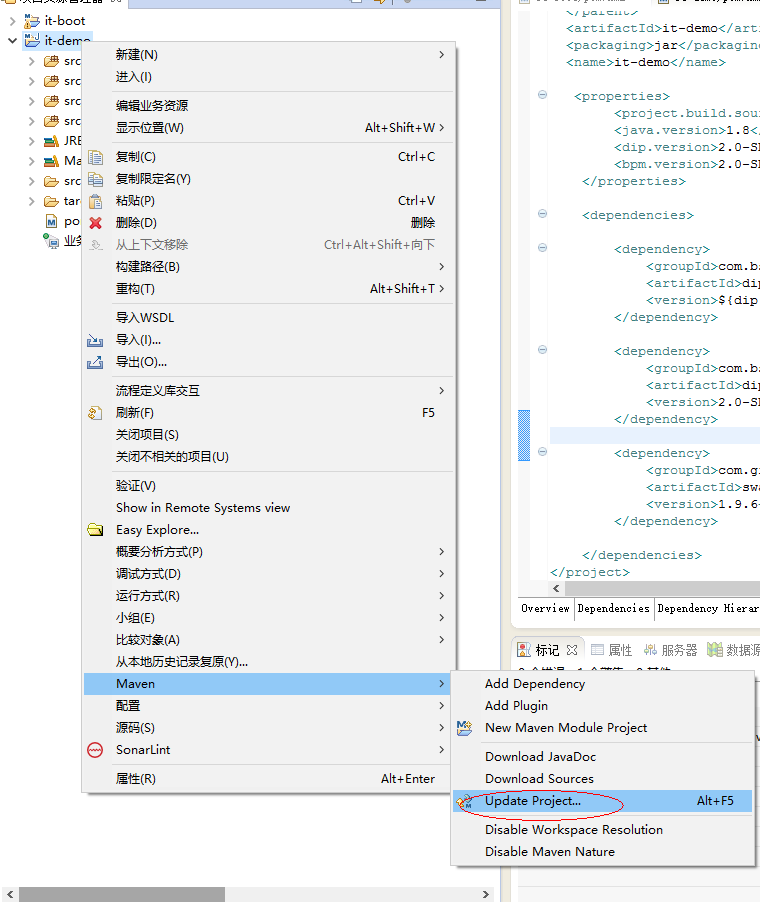 项目资源管理器
it-boot
it-demo
src
src
src
src
JRE
Ma
src
tar
po
业务
新建(N)
进入(I)
编辑业务资源
显示位置(W) Alt+Shift+W
复制(C) Ctrl+C
复制限定名(Y)
粘贴(P) Ctrl+V
删除(D) 删除
从上下文移除 Ctrl+Alt+Shift+向下
构建路径(B)
重构(T) Alt+Shift+T
导入WSDL
导入(I)...
导出(O)...
流程定义库交互
刷新(F) F5
关闭项目(S)
关闭不相关的项目(U)
验证(V)
Show in Remote Systems view
Easy Explore...
概要分析方式(P)
调试方式(D)
运行方式(R)
小组(E)
比较对象(A)
从本地历史记录复原(Y)...
Maven
配置
源码(S)
SonarLint
属性(R) Alt+Enter
Add Dependency
Add Plugin
New Maven Module Project
Download JavaDoc
Download Sources
Update Project... Alt+F5
Disable Workspace Resolution
Disable Maven Nature
</parent>
<artifactId>it-demo</arti
<packaging>jar</packaging
<name>it-demo</name>
<properties>
<project.build.sou
<java.version>1.8</
<dip.version>2.0-S
<bpm.version>2.0-S
</properties>
<dependencies>
<dependency>
<groupId>com.b
<artifactId>dip
<version>${dip
</dependency>
<dependency>
<groupId>com.b
<artifactId>dip
<version>2.0-S
</dependency>
<dependency>
<groupId>com.g
<artifactId>swa
<version>1.9.6
</dependency>
</dependencies>
</project>
Overview Dependencies Dependency Hierar
标记 属性 服务器 数据源